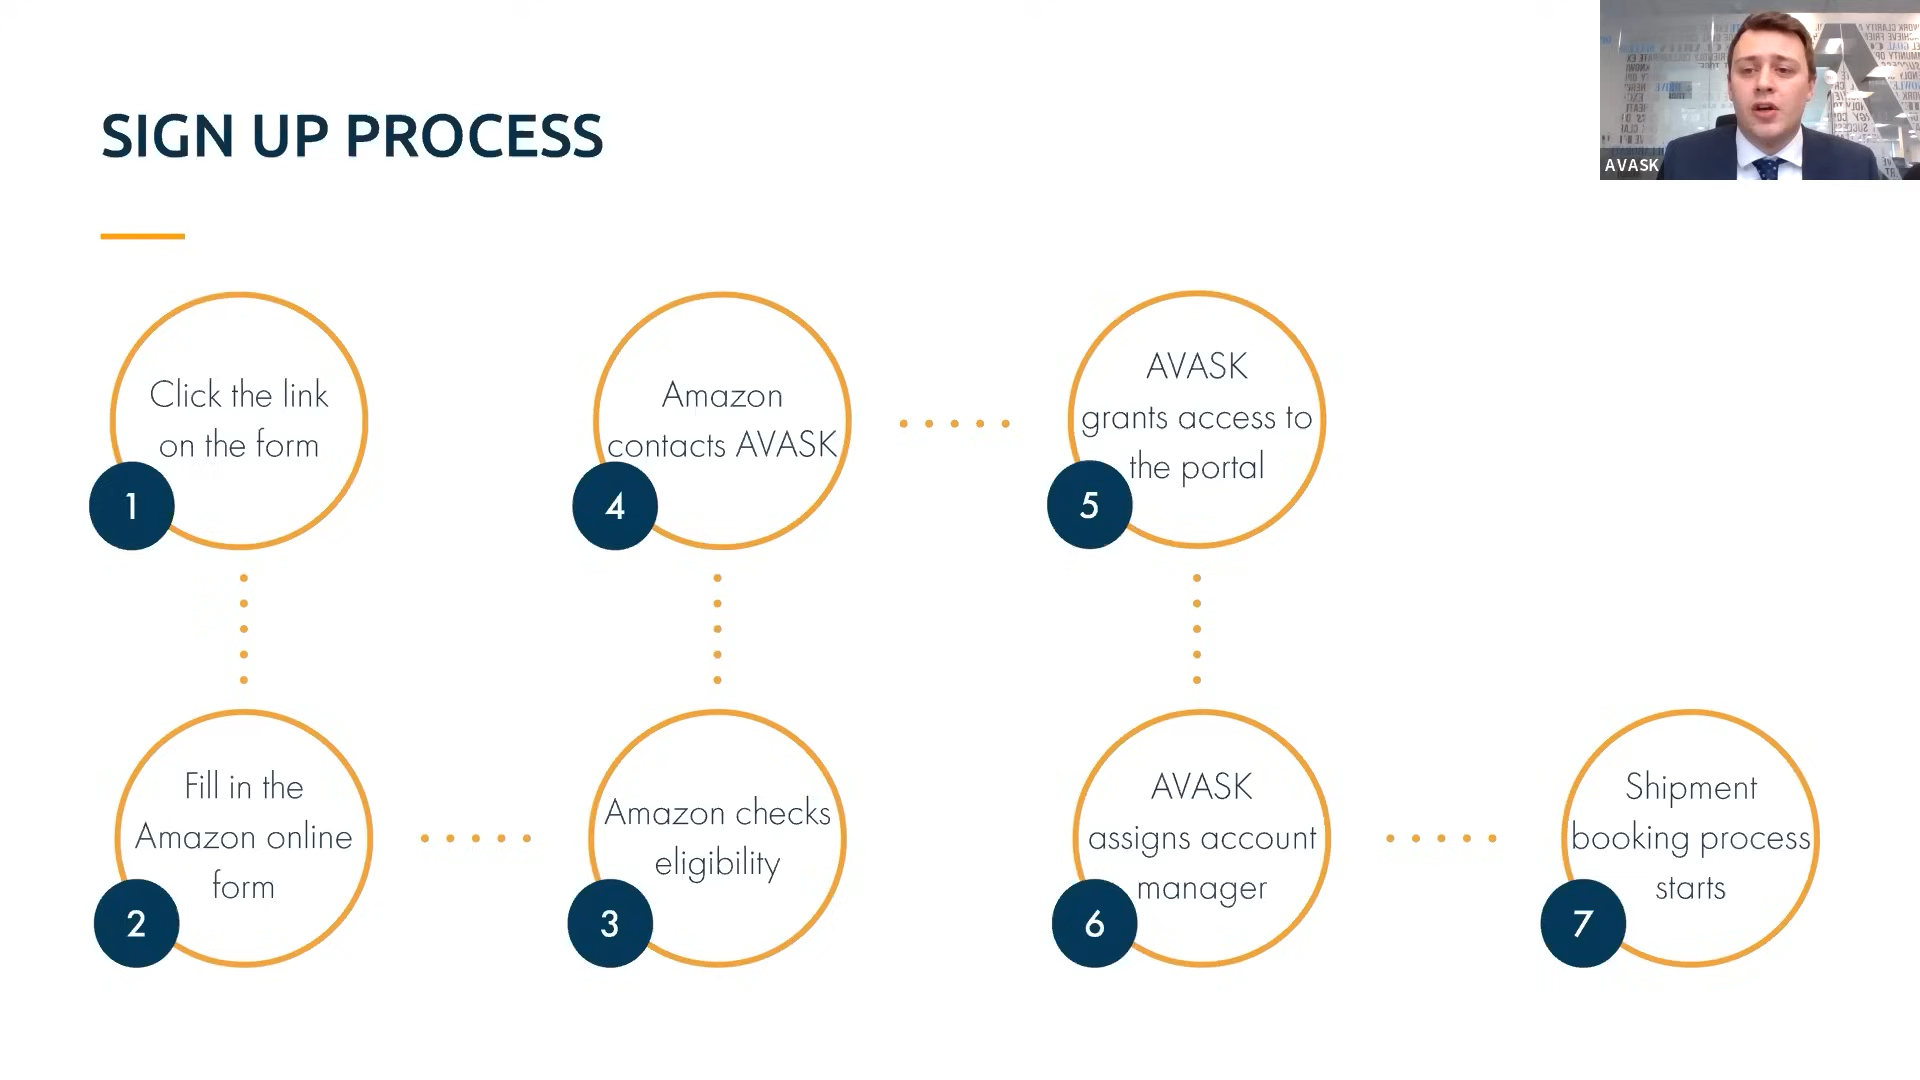 SIGN UP PROCESS
AVASK
Click the link
on the form
1
Fill in the
Amazon online
form
2
Amazon checks
eligibility
3
Amazon
contacts AVASK
4
AVASK
grants access to
the portal
5
AVASK
assigns account
manager
6
Shipment
booking process
starts
7